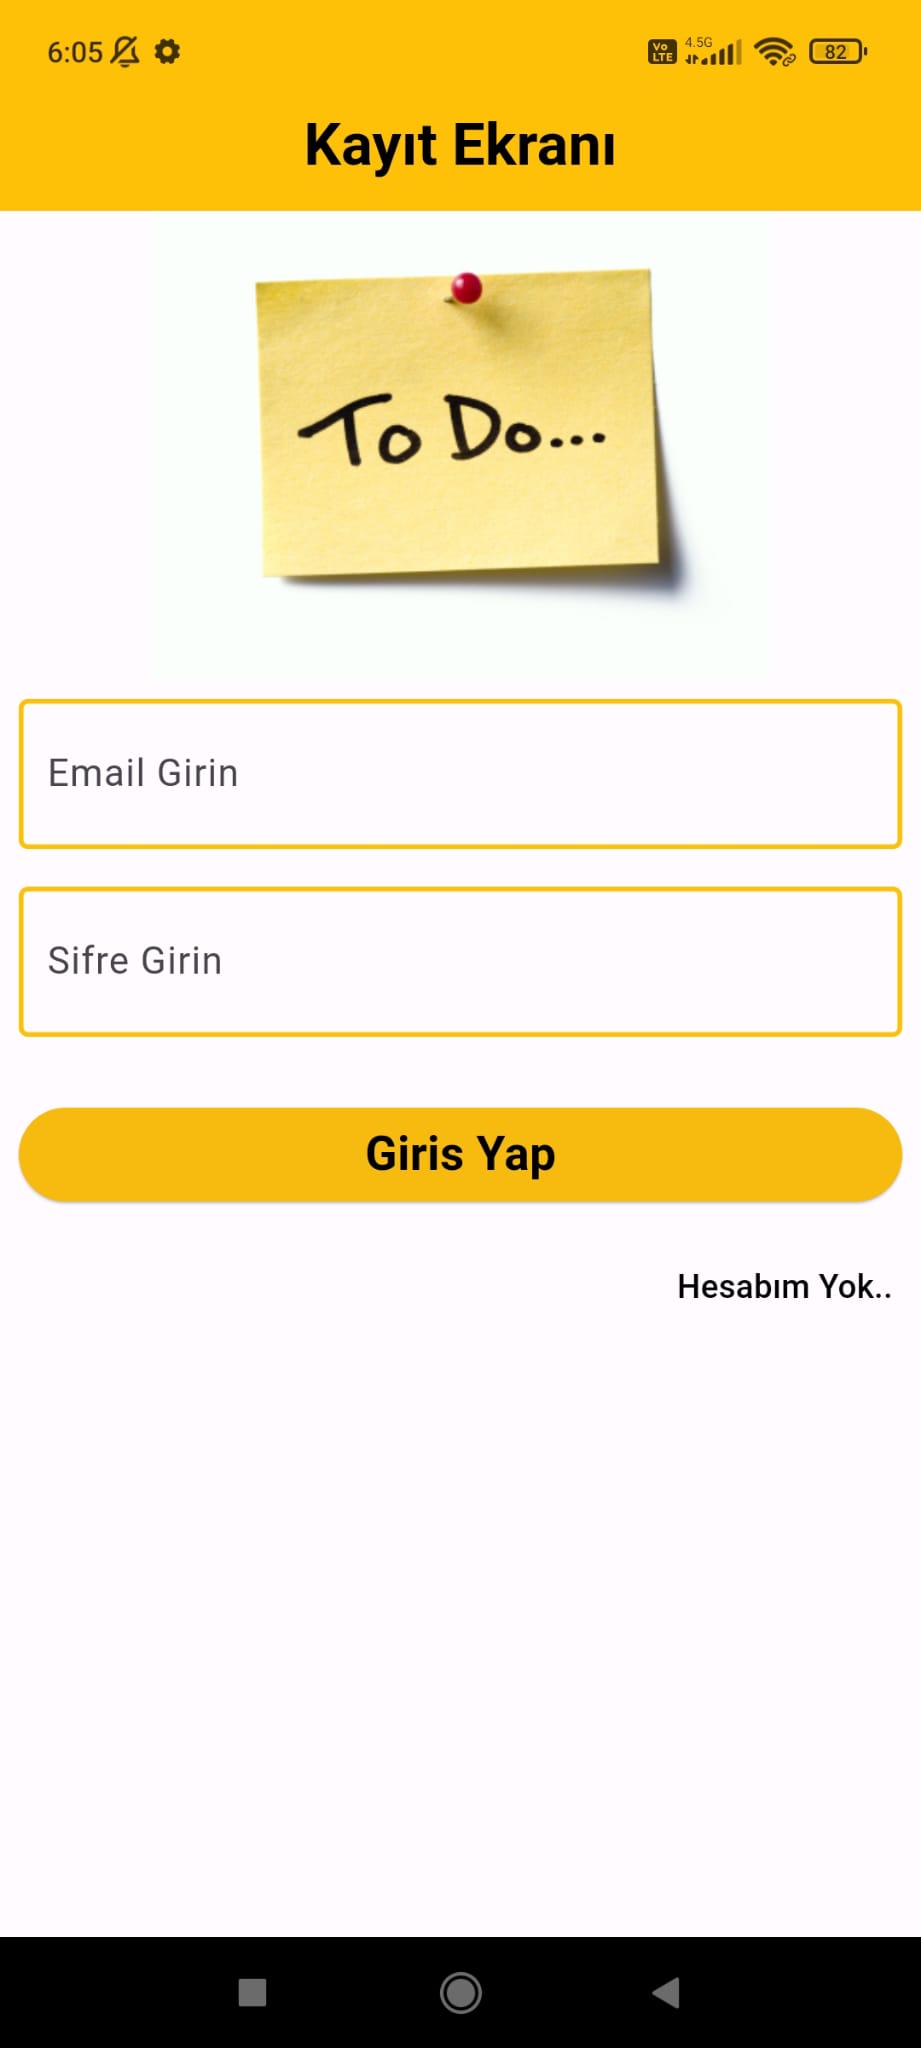 6:05
Vo LTE 4.5G 82
Kayıt Ekranı
To Do...
Email Girin
Sifre Girin
Giris Yap
Hesabım Yok..